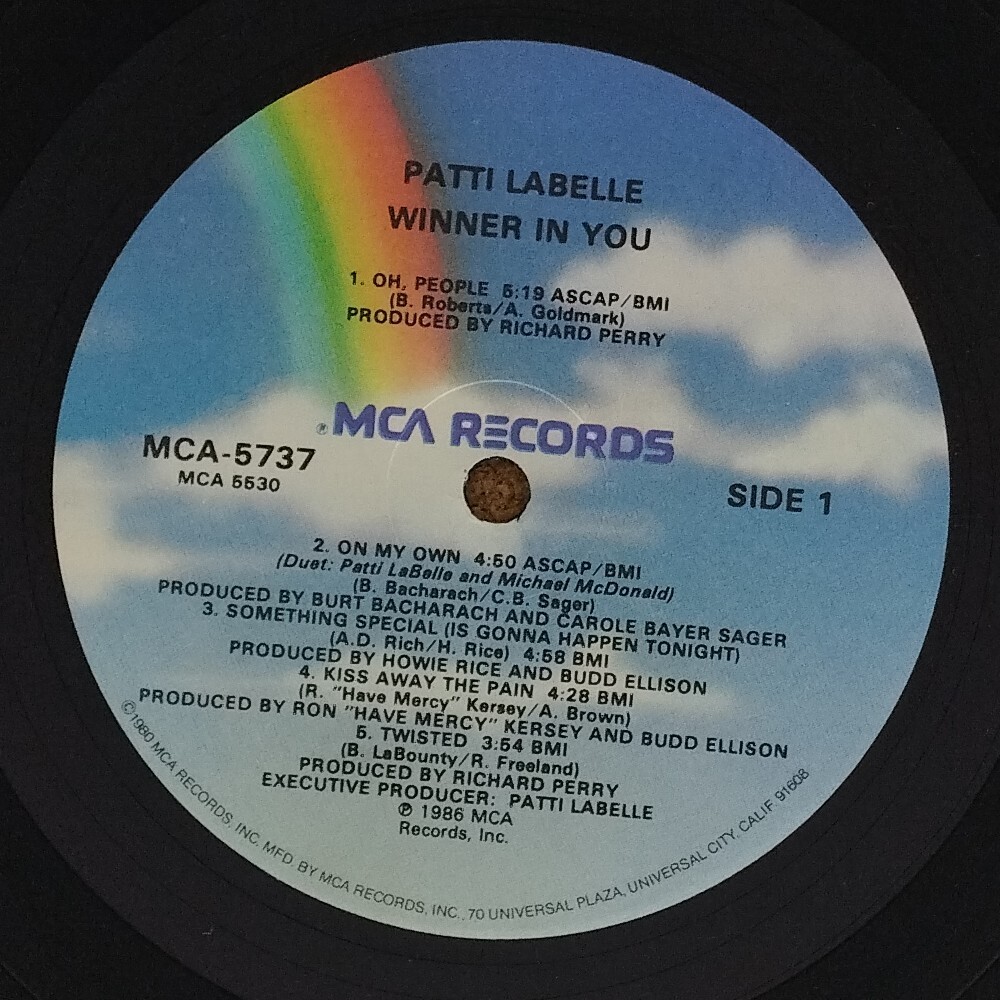 PATTI LABELLE
WINNER IN YOU
1. OH, PEOPLE 5:19 ASCAP/BMI
(B. Roberts/A. Goldmark)
PRODUCED BY RICHARD PERRY
® MCA RECORDS
MCA-5737
MCA 5530
SIDE 1
2. ON MY OWN 4:50 ASCAP/BMI
(Duet: Patti LaBelle and Michael McDonald)
(B. Bacharach/C.B. Sager)
PRODUCED BY BURT BACHARACH AND CAROLE BAYER SAGER
3. SOMETHING SPECIAL (IS GONNA HAPPEN TONIGHT)
(A.D. Rich/H. Rice) 4:58 BMI
PRODUCED BY HOWIE RICE AND BUDD ELLISON
4. KISS AWAY THE PAIN 4:28 BMI
(R. "Have Mercy" Kersey/A. Brown)
PRODUCED BY RON "HAVE MERCY" KERSEY AND BUDD ELLISON
5. TWISTED 3:54 BMI
(B. LaBounty/R. Freeland)
PRODUCED BY RICHARD PERRY
EXECUTIVE PRODUCER: PATTI LABELLE
℗ 1986 MCA
Records, Inc.
©1980 MCA RECORDS, INC. MFD. BY MCA RECORDS, INC., 70 UNIVERSAL PLAZA, UNIVERSAL CITY, CALIF. 91608